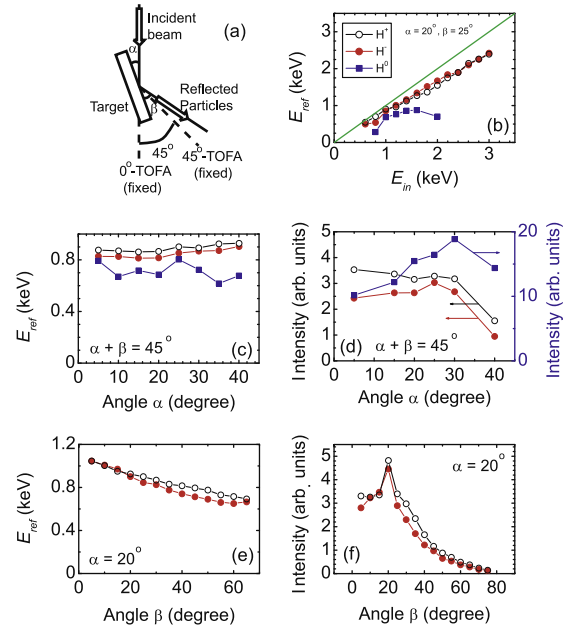 Incident
beam
(a)
α
Reflected
Particles
Target
β
45°
0°-TOFA
(fixed)
45°-TOFA
(fixed)
3
2
1
0
E_ref (keV)
H⁺
H⁻
H⁰
α = 20°, β = 25°
(b)
0 1 2 3
E_in (keV)
0.8
0.4
0
E_ref (keV)
α + β = 45°
(c)
0 10 20 30 40
Angle α (degree)
5
4
3
2
1
0
Intensity (arb. units)
20
10
0
Intensity (arb. units)
(d)
α + β = 45°
0 10 20 30 40
Angle α (degree)
1.2
0.8
0.4
0
E_ref (keV)
α = 20°
(e)
0 20 40 60
Angle β (degree)
5
4
3
2
1
0
Intensity (arb. units)
α = 20°
(f)
0 20 40 60 80
Angle β (degree)